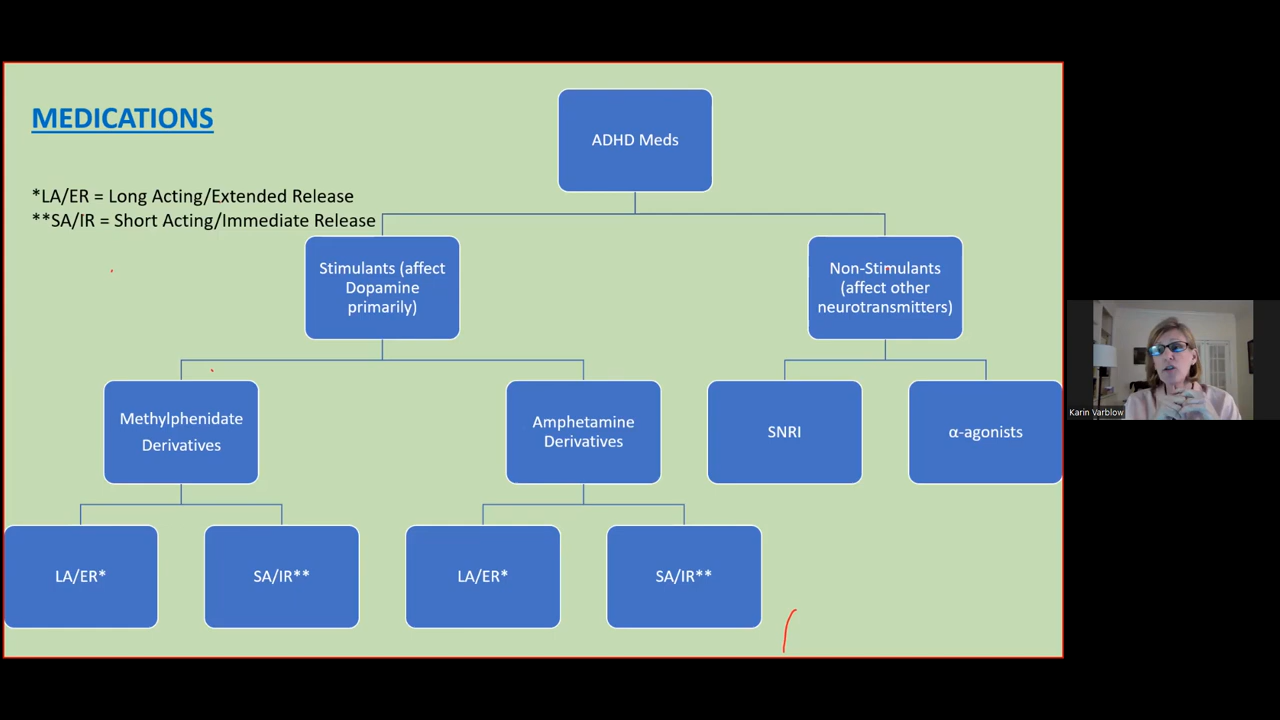 MEDICATIONS
*LA/ER = Long Acting/Extended Release
**SA/IR = Short Acting/Immediate Release
ADHD Meds
Stimulants (affect
Dopamine
primarily)
Non-Stimulants
(affect other
neurotransmitters)
Methylphenidate
Derivatives
Amphetamine
Derivatives
SNRI
α-agonists
LA/ER*
SA/IR**
LA/ER*
SA/IR**
Karin Varblow